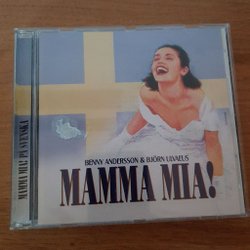 MAMMA MIA! PÅ SVENSKA
BENNY ANDERSSON & BJÖRN ULVAEUS
MAMMA MIA!